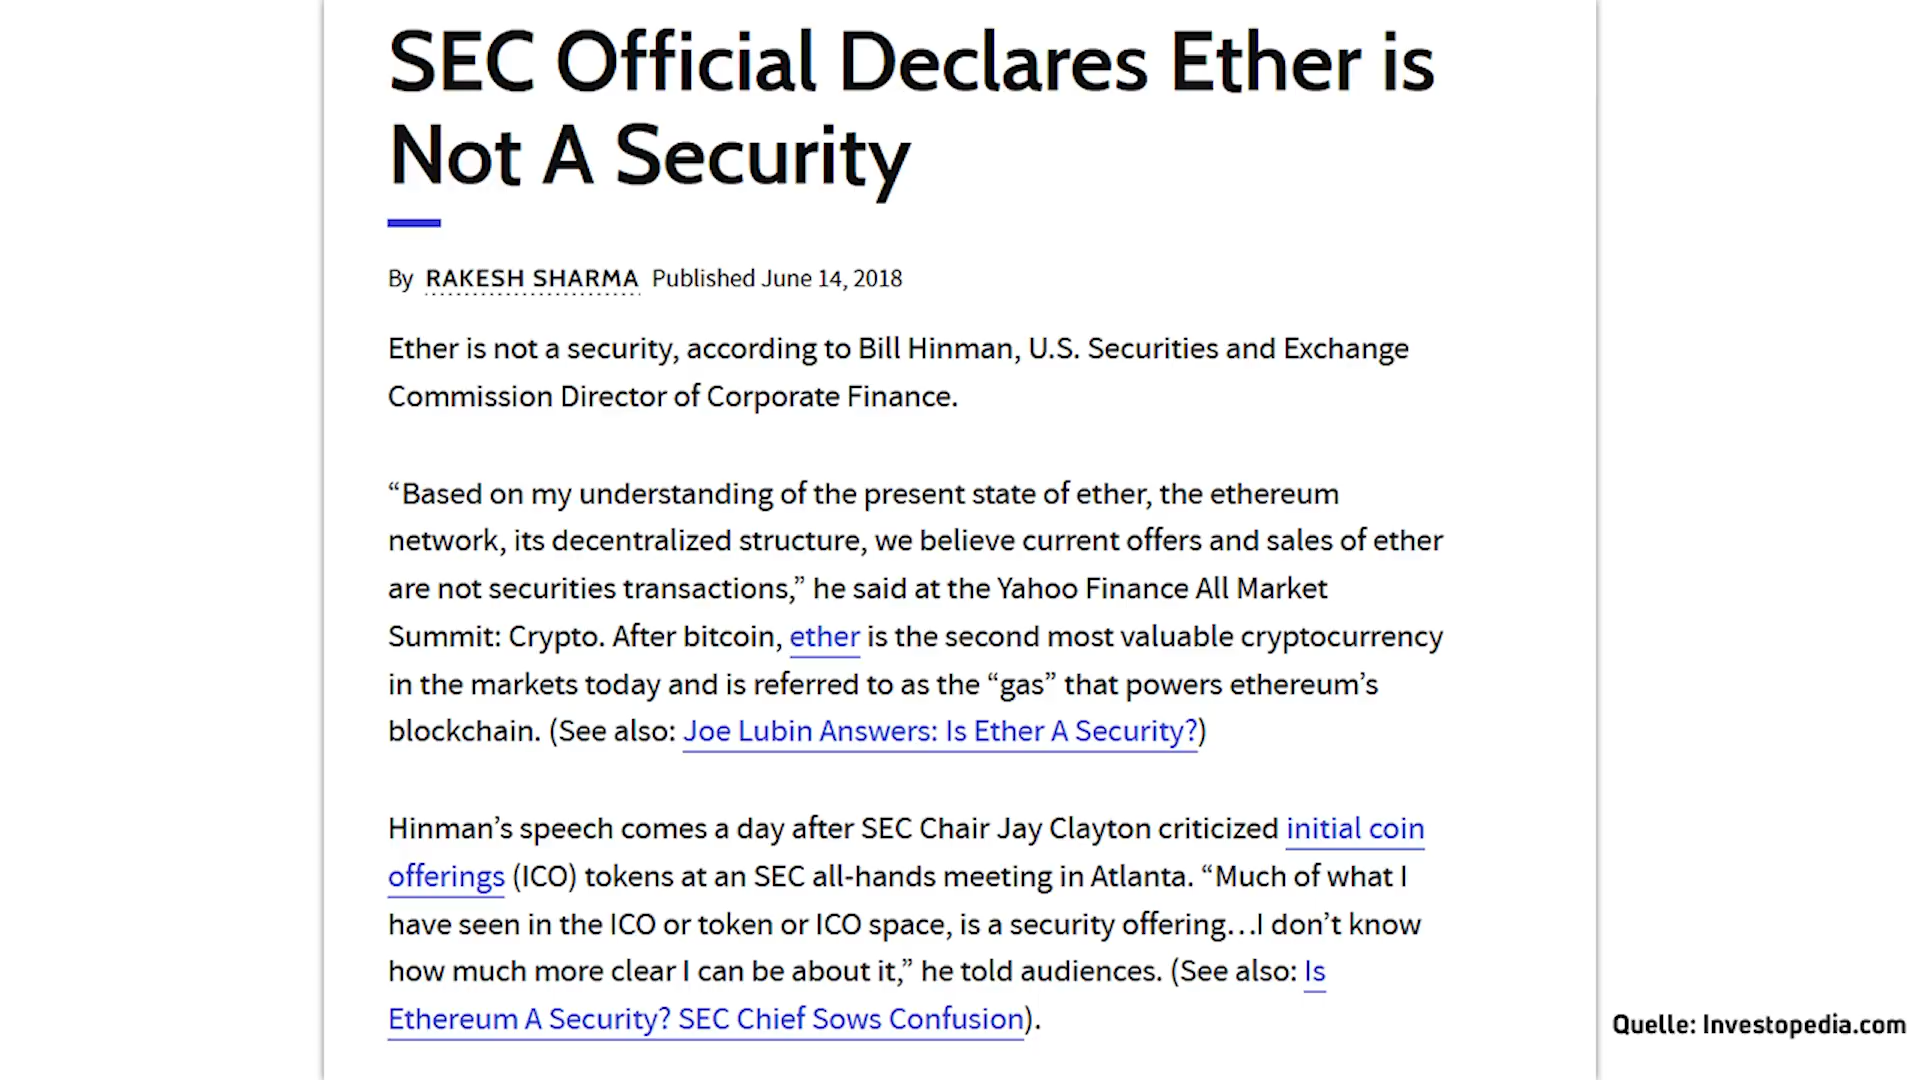 SEC Official Declares Ether is
Not A Security
By RAKESH SHARMA Published June 14, 2018
Ether is not a security, according to Bill Hinman, U.S. Securities and Exchange
Commission Director of Corporate Finance.
“Based on my understanding of the present state of ether, the ethereum
network, its decentralized structure, we believe current offers and sales of ether
are not securities transactions,” he said at the Yahoo Finance All Market
Summit: Crypto. After bitcoin, ether is the second most valuable cryptocurrency
in the markets today and is referred to as the “gas” that powers ethereum’s
blockchain. (See also: Joe Lubin Answers: Is Ether A Security?)
Hinman’s speech comes a day after SEC Chair Jay Clayton criticized initial coin
offerings (ICO) tokens at an SEC all-hands meeting in Atlanta. “Much of what I
have seen in the ICO or token or ICO space, is a security offering…I don’t know
how much more clear I can be about it,” he told audiences. (See also: Is
Ethereum A Security? SEC Chief Sows Confusion).
Quelle: Investopedia.com